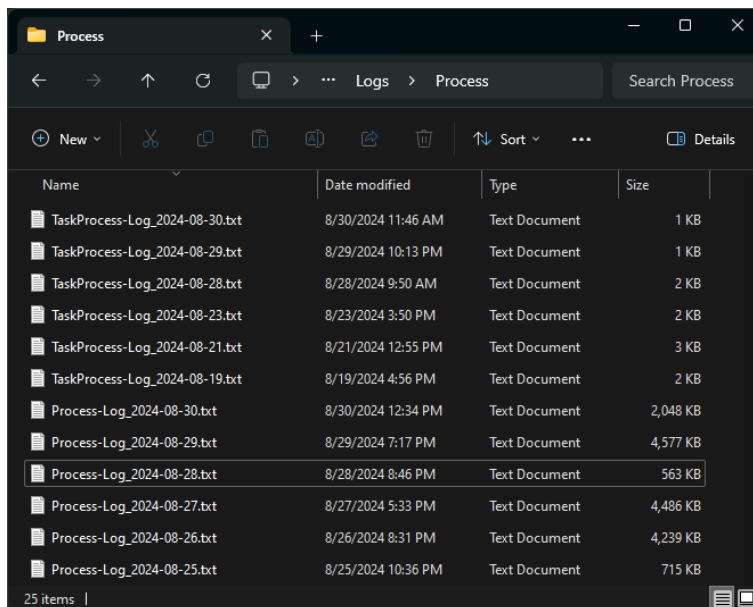 Process
... Logs > Process Search Process
New Sort ... Details
Name Date modified Type Size
TaskProcess-Log_2024-08-30.txt 8/30/2024 11:46 AM Text Document 1 KB
TaskProcess-Log_2024-08-29.txt 8/29/2024 10:13 PM Text Document 1 KB
TaskProcess-Log_2024-08-28.txt 8/28/2024 9:50 AM Text Document 2 KB
TaskProcess-Log_2024-08-23.txt 8/23/2024 3:50 PM Text Document 2 KB
TaskProcess-Log_2024-08-21.txt 8/21/2024 12:55 PM Text Document 3 KB
TaskProcess-Log_2024-08-19.txt 8/19/2024 4:56 PM Text Document 2 KB
Process-Log_2024-08-30.txt 8/30/2024 12:34 PM Text Document 2,048 KB
Process-Log_2024-08-29.txt 8/29/2024 7:17 PM Text Document 4,577 KB
Process-Log_2024-08-28.txt 8/28/2024 8:46 PM Text Document 563 KB
Process-Log_2024-08-27.txt 8/27/2024 5:33 PM Text Document 4,486 KB
Process-Log_2024-08-26.txt 8/26/2024 8:31 PM Text Document 4,239 KB
Process-Log_2024-08-25.txt 8/25/2024 10:36 PM Text Document 715 KB
25 items